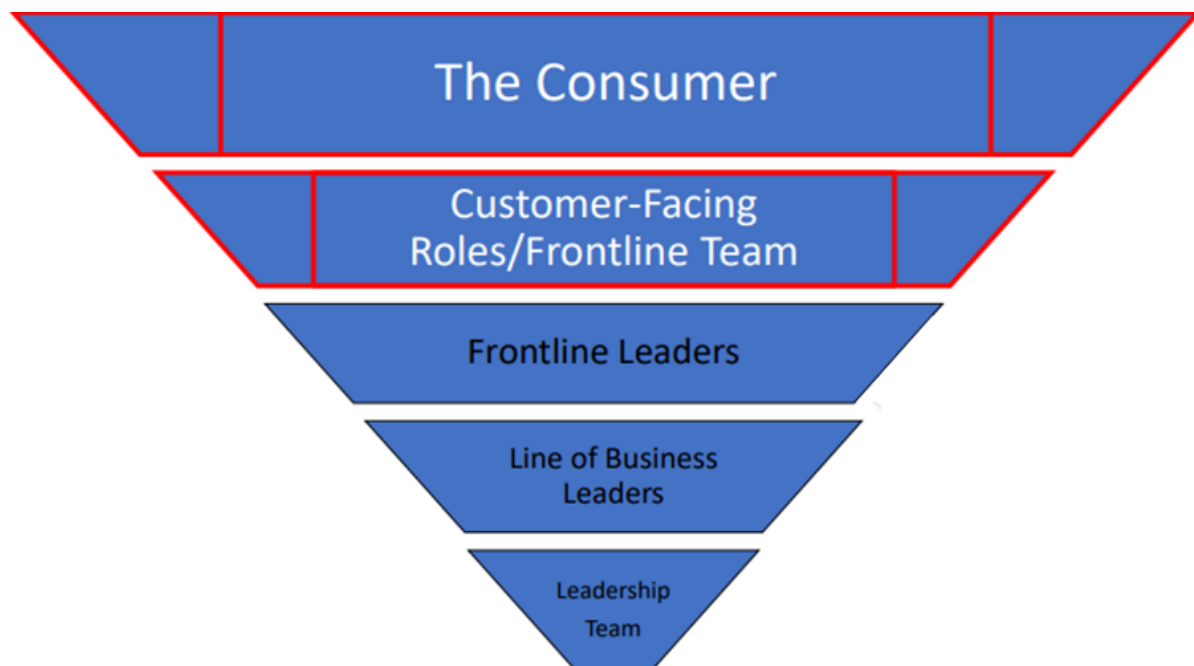 The Consumer
Customer-Facing
Roles/Frontline Team
Frontline Leaders
Line of Business
Leaders
Leadership
Team